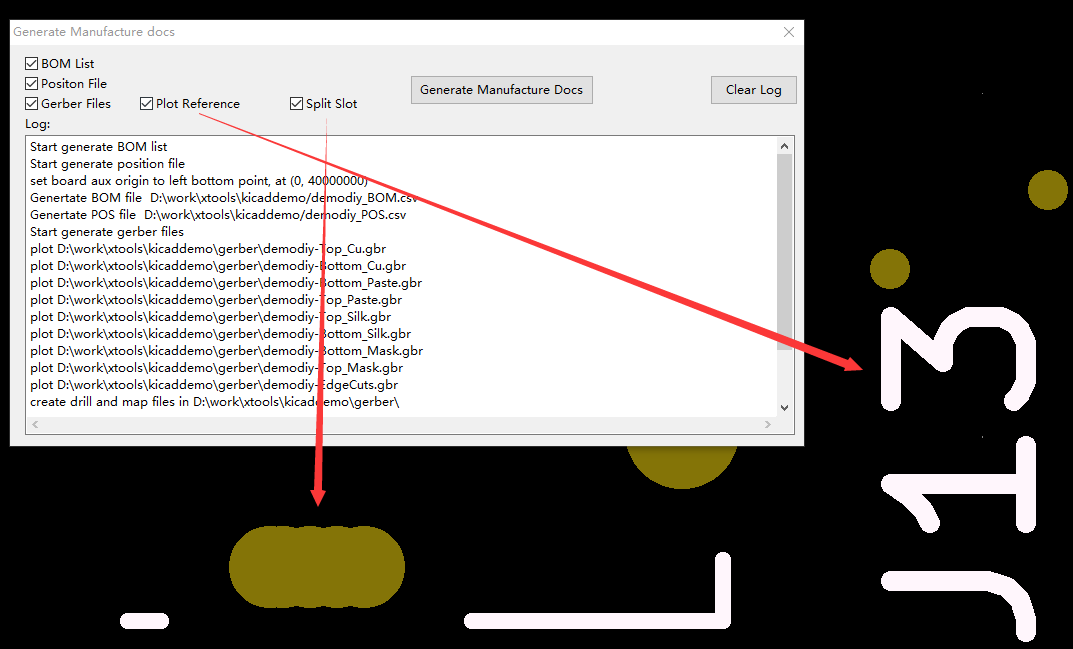 Generate Manufacture docs
BOM List
Positon File
Gerber Files
Plot Reference
Split Slot
Generate Manufacture Docs
Clear Log
Log:
Start generate BOM list
Start generate position file
set board aux origin to left bottom point, at (0, 40000000)
Genertate BOM file D:\work\xtools\kicaddemo/demodiy_BOM.csv
Genertate POS file D:\work\xtools\kicaddemo/demodiy_POS.csv
Start generate gerber files
plot D:\work\xtools\kicaddemo\gerber\demodiy-Top_Cu.gbr
plot D:\work\xtools\kicaddemo\gerber\demodiy-Bottom_Cu.gbr
plot D:\work\xtools\kicaddemo\gerber\demodiy-Bottom_Paste.gbr
plot D:\work\xtools\kicaddemo\gerber\demodiy-Top_Paste.gbr
plot D:\work\xtools\kicaddemo\gerber\demodiy-Top_Silk.gbr
plot D:\work\xtools\kicaddemo\gerber\demodiy-Bottom_Silk.gbr
plot D:\work\xtools\kicaddemo\gerber\demodiy-Bottom_Mask.gbr
plot D:\work\xtools\kicaddemo\gerber\demodiy-Top_Mask.gbr
plot D:\work\xtools\kicaddemo\gerber\demodiy-EdgeCuts.gbr
create drill and map files in D:\work\xtools\kicaddemo\gerber\
J13